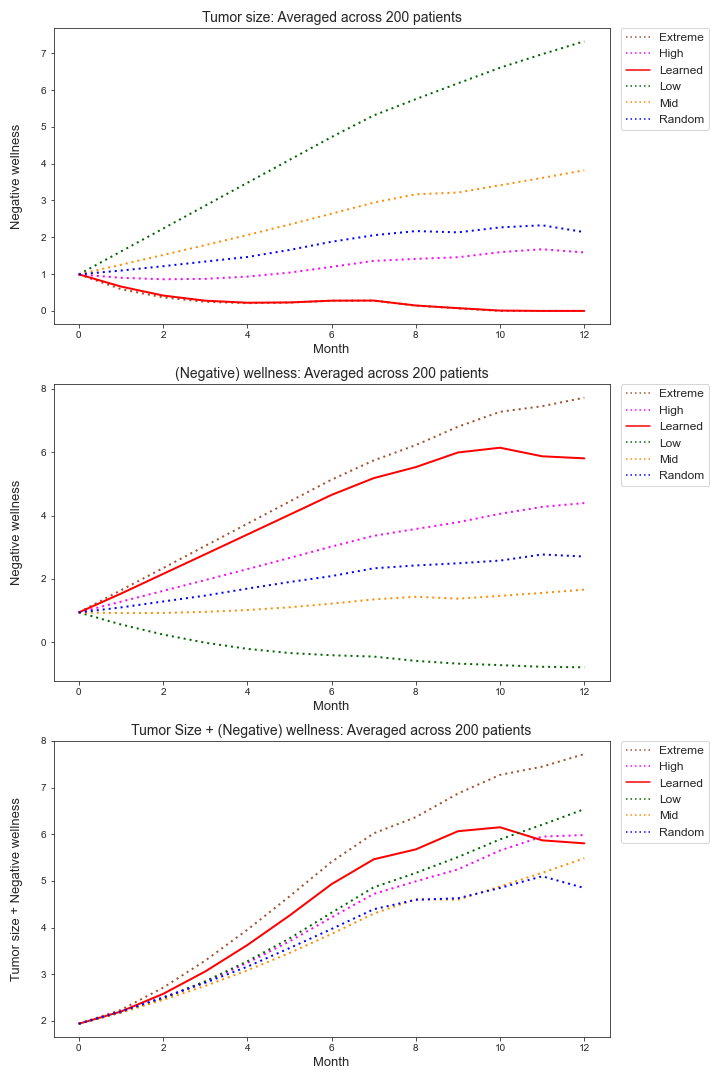 Tumor size: Averaged across 200 patients
7
6
5
4
3
2
1
0
Negative wellness
0 2 4 6 8 10 12
Month
Extreme
High
Learned
Low
Mid
Random
(Negative) wellness: Averaged across 200 patients
8
6
4
2
0
Negative wellness
0 2 4 6 8 10 12
Month
Extreme
High
Learned
Low
Mid
Random
Tumor Size + (Negative) wellness: Averaged across 200 patients
8
7
6
5
4
3
2
Tumor size + Negative wellness
0 2 4 6 8 10 12
Month
Extreme
High
Learned
Low
Mid
Random